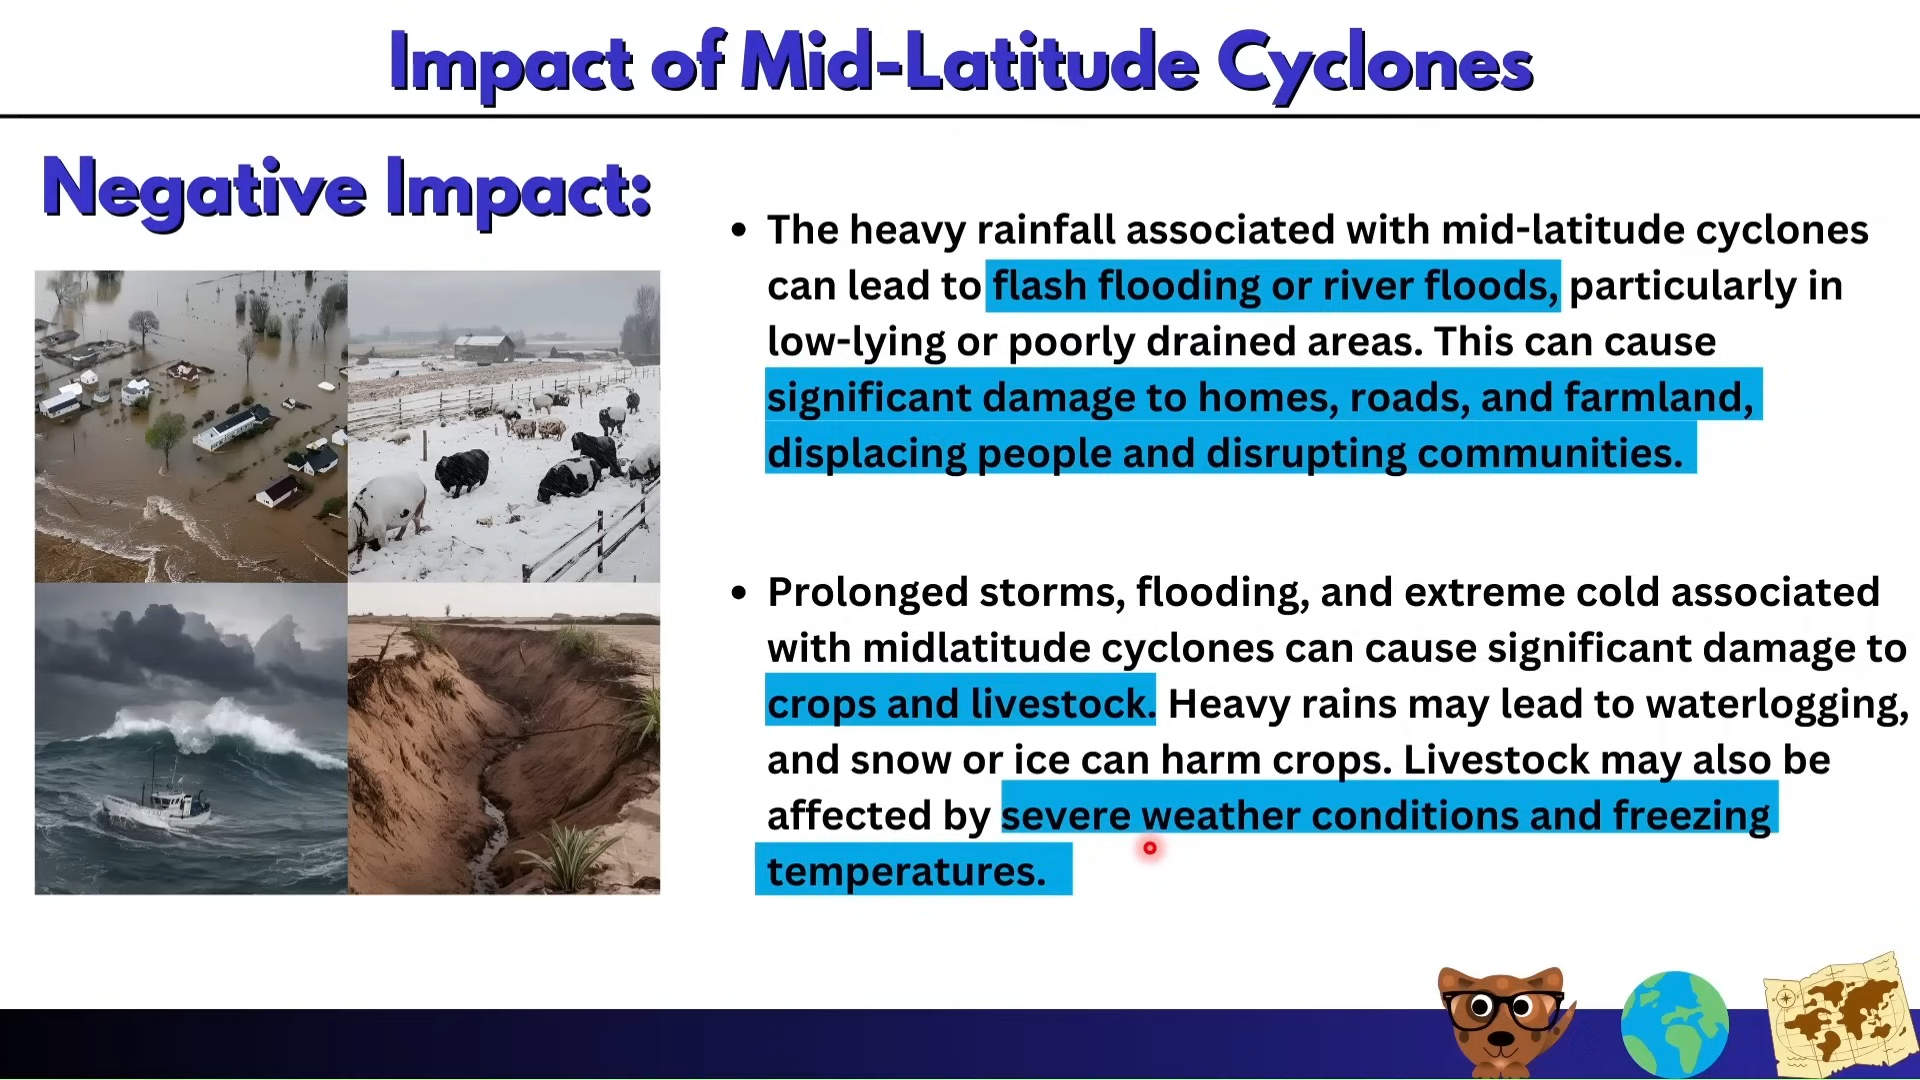 Impact of Mid-Latitude Cyclones
Negative Impact:
• The heavy rainfall associated with mid-latitude cyclones
can lead to flash flooding or river floods, particularly in
low-lying or poorly drained areas. This can cause
significant damage to homes, roads, and farmland,
displacing people and disrupting communities.
• Prolonged storms, flooding, and extreme cold associated
with midlatitude cyclones can cause significant damage to
crops and livestock. Heavy rains may lead to waterlogging,
and snow or ice can harm crops. Livestock may also be
affected by severe weather conditions and freezing
temperatures.